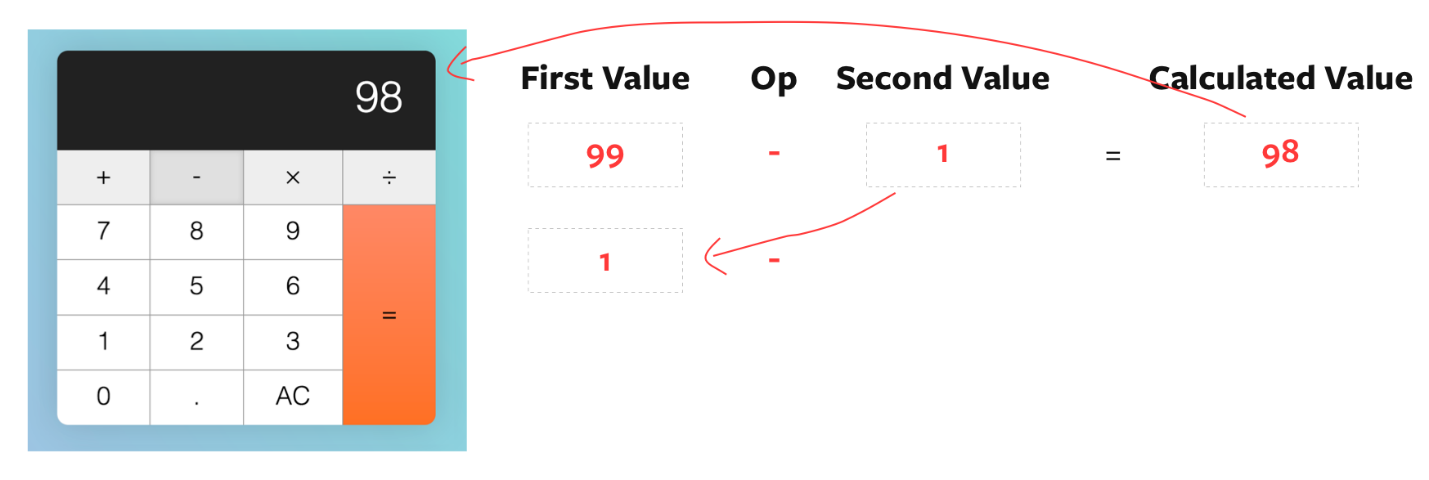 98
+ - × ÷
7 8 9
4 5 6
1 2 3
=
0 . AC
First Value Op Second Value Calculated Value
99 - 1 = 98
1 -